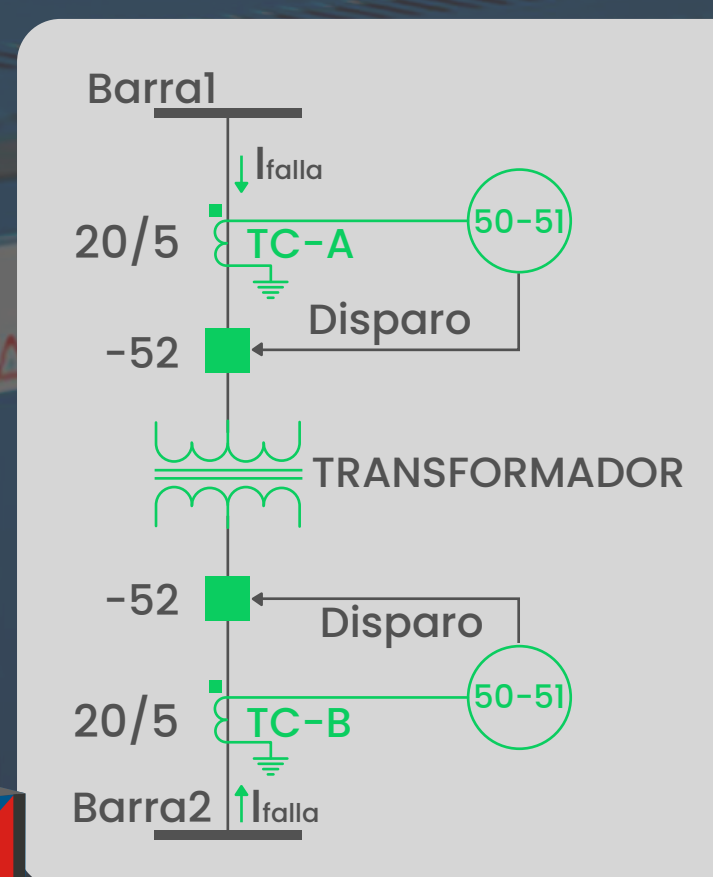 Barra1
Ifalla
20/5
TC-A
50-51
Disparo
-52
TRANSFORMADOR
-52
Disparo
20/5
TC-B
50-51
Barra2
Ifalla